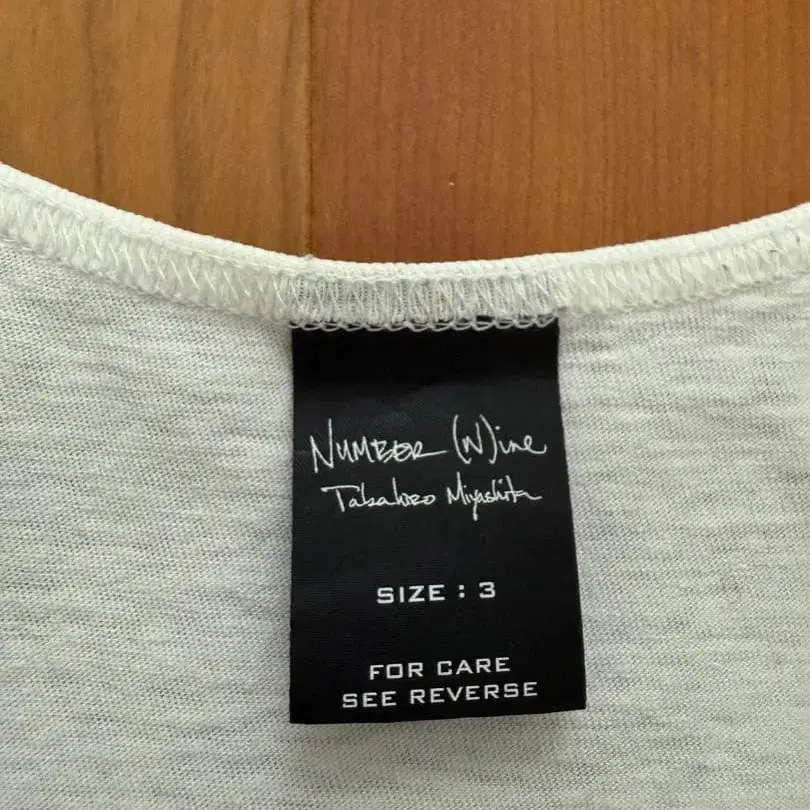 NUMBER (N)ine
Takahiro Miyashita
SIZE : 3
FOR CARE
SEE REVERSE